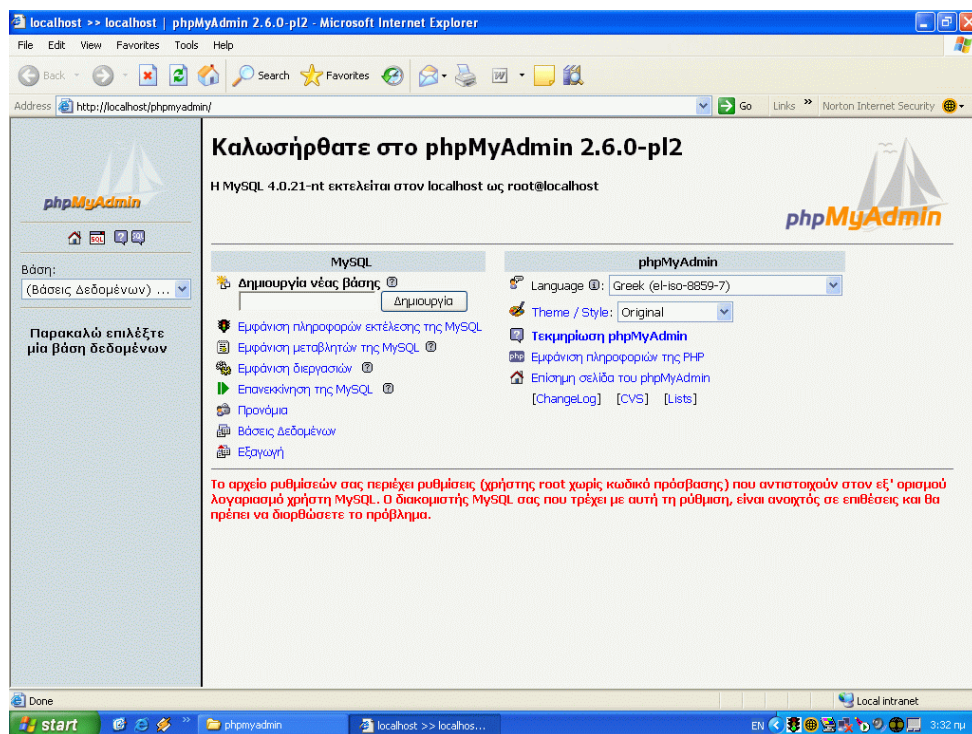 localhost >> localhost | phpMyAdmin 2.6.0-pl2 - Microsoft Internet Explorer
File Edit View Favorites Tools Help
Back Search Favorites
Address http://localhost/phpmyadmin/ Go Links » Norton Internet Security
phpMyAdmin
Βάση:
(Βάσεις Δεδομένων) ...
Παρακαλώ επιλέξτε
μία βάση δεδομένων
Καλωσήρθατε στο phpMyAdmin 2.6.0-pl2
Η MySQL 4.0.21-nt εκτελείται στον localhost ως root@localhost
phpMyAdmin
MySQL
Δημιουργία νέας βάσης
Δημιουργία
Εμφάνιση πληροφορών εκτέλεσης της MySQL
Εμφάνιση μεταβλητών της MySQL
Εμφάνιση διεργασιών
Επανεκκίνηση της MySQL
Προνόμια
Βάσεις Δεδομένων
Εξαγωγή
phpMyAdmin
Language : Greek (el-iso-8859-7)
Theme / Style: Original
Τεκμηρίωση phpMyAdmin
Εμφάνιση πληροφοριών της PHP
Επίσημη σελίδα του phpMyAdmin
[ChangeLog] [CVS] [Lists]
Το αρχείο ρυθμίσεών σας περιέχει ρυθμίσεις (χρήστης root χωρίς κωδικό πρόσβασης) που αντιστοιχούν στον εξ' ορισμού
λογαριασμό χρήστη MySQL. Ο διακομιστής MySQL σας που τρέχει με αυτή τη ρύθμιση, είναι ανοιχτός σε επιθέσεις και θα
πρέπει να διορθώσετε το πρόβλημα.
Done Local intranet
start » phpmyadmin localhost >> localhos... EN 3:32 πμ